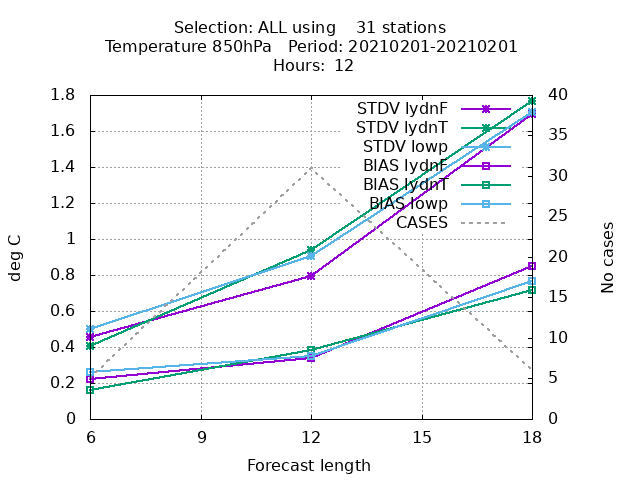 Selection: ALL using    31 stations
Temperature 850hPa   Period: 20210201-20210201
Hours: 12
deg C
No cases
1.8
1.6
1.4
1.2
1
0.8
0.6
0.4
0.2
0
40
35
30
25
20
15
10
5
0
STDV lydnF
STDV lydnT
STDV lowp
BIAS lydnF
BIAS lydnT
BIAS lowp
CASES
6 9 12 15 18
Forecast length